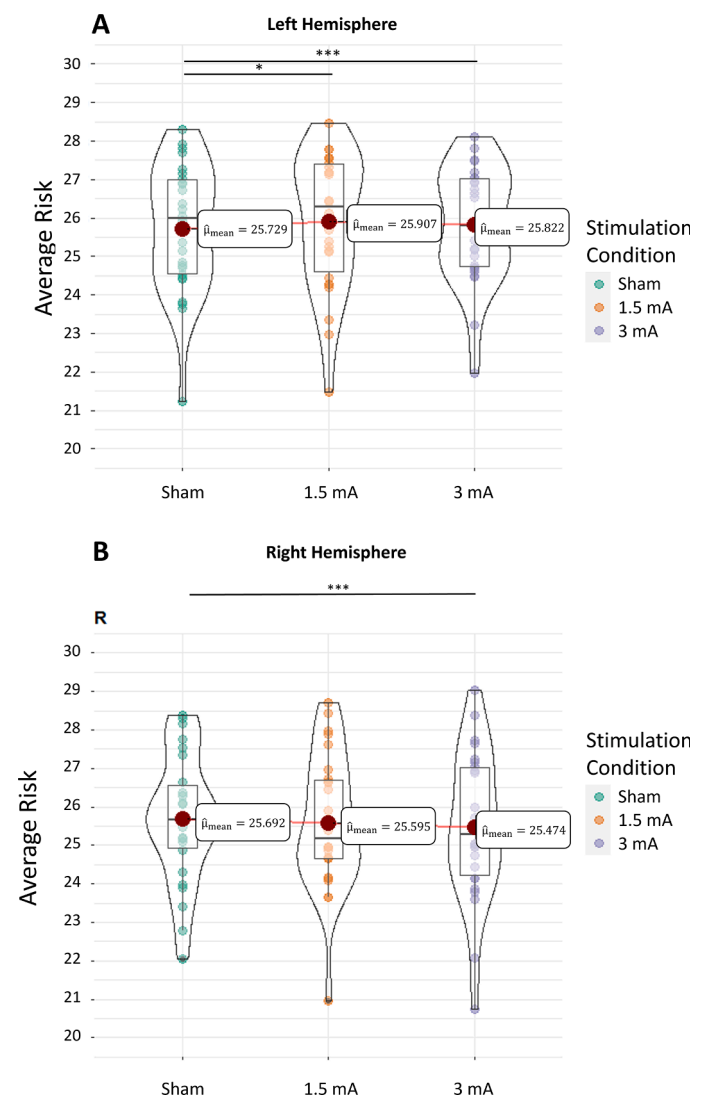 A
Left Hemisphere
***
*
30
29
28
27
26
25
24
23
22
21
20
Average Risk
μ̂mean = 25.729
μ̂mean = 25.907
μ̂mean = 25.822
Stimulation
Condition
Sham
1.5 mA
3 mA
Sham
1.5 mA
3 mA
B
Right Hemisphere
***
R
30
29
28
27
26
25
24
23
22
21
20
Average Risk
μ̂mean = 25.692
μ̂mean = 25.595
μ̂mean = 25.474
Stimulation
Condition
Sham
1.5 mA
3 mA
Sham
1.5 mA
3 mA